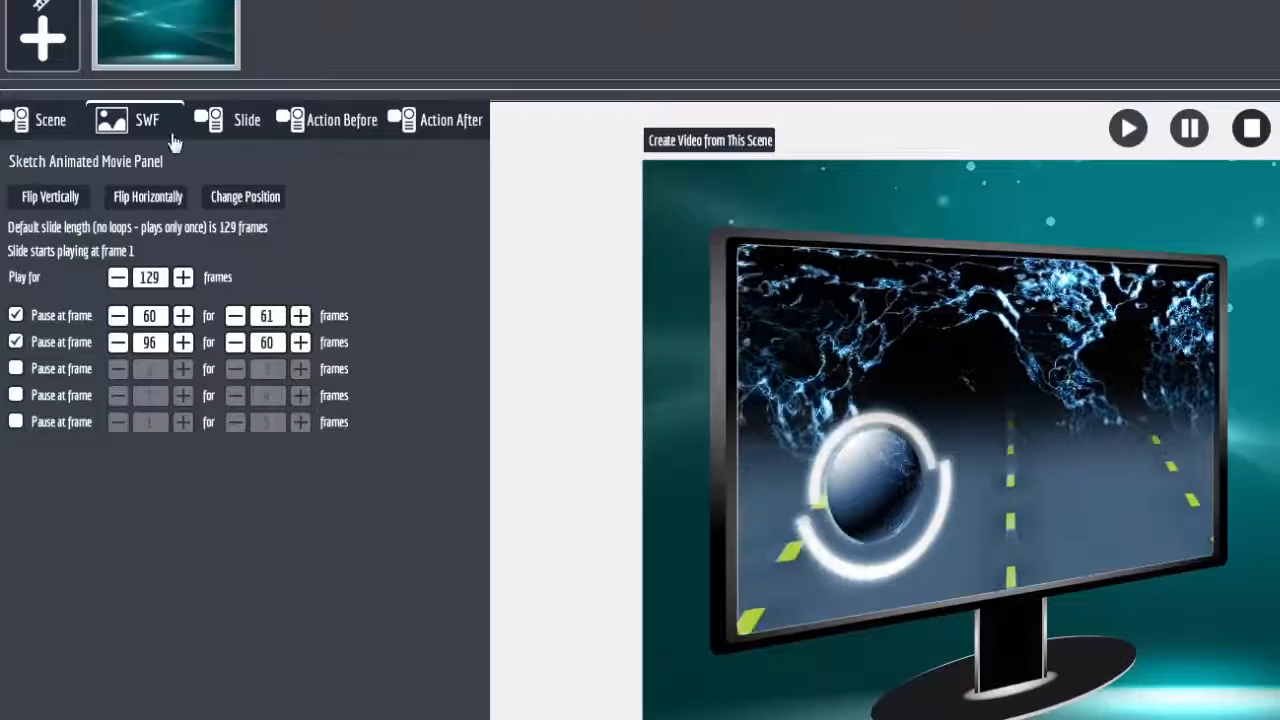 Scene SWF Slide Action Before Action After
Sketch Animated Movie Panel
Flip Vertically Flip Horizontally Change Position
Default slide length (no loops - plays only once) is 129 frames
Slide starts playing at frame 1
Play for 129 frames
Pause at frame 60 for 61 frames
Pause at frame 96 for 60 frames
Pause at frame for frames
Pause at frame for frames
Pause at frame 1 for frames
Create Video from This Scene